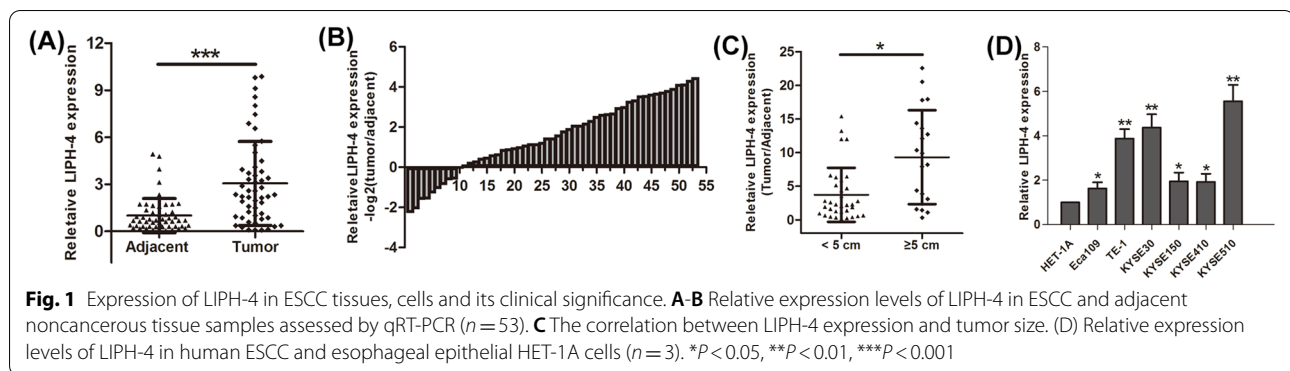 (A)
Reletaive LIPH-4 expression
12
9
6
3
0
***
Adjacent
Tumor
(B)
ReletiveLIPH-4 expression
-log2(tumor/adjacent)
6
4
2
0
-2
-4
10 15 20 25 30 35 40 45 50 55
(C)
Reletive LIPH-4 expression
(Tumor/Adjacent)
25
20
15
10
5
0
*
< 5 cm
≥5 cm
(D)
Relative LIPH-4 expression
8
6
4
2
0
*
**
**
*
*
**
HET-1A
Eca109
TE-1
KYSE30
KYSE150
KYSE410
KYSE510
Fig. 1 Expression of LIPH-4 in ESCC tissues, cells and its clinical significance. A-B Relative expression levels of LIPH-4 in ESCC and adjacent
noncancerous tissue samples assessed by qRT-PCR (n = 53). C The correlation between LIPH-4 expression and tumor size. (D) Relative expression
levels of LIPH-4 in human ESCC and esophageal epithelial HET-1A cells (n = 3). *P < 0.05, **P < 0.01, ***P < 0.001